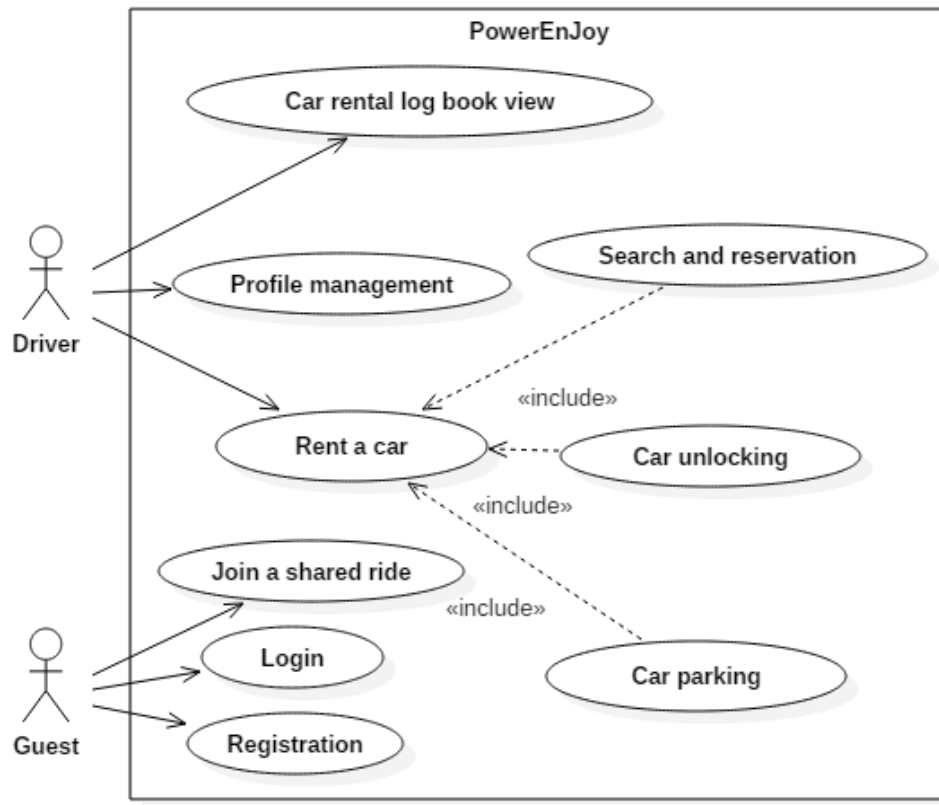 PowerEnJoy
Car rental log book view
Search and reservation
Profile management
Driver
«include»
Rent a car
Car unlocking
«include»
Join a shared ride
«include»
Login
Car parking
Guest
Registration